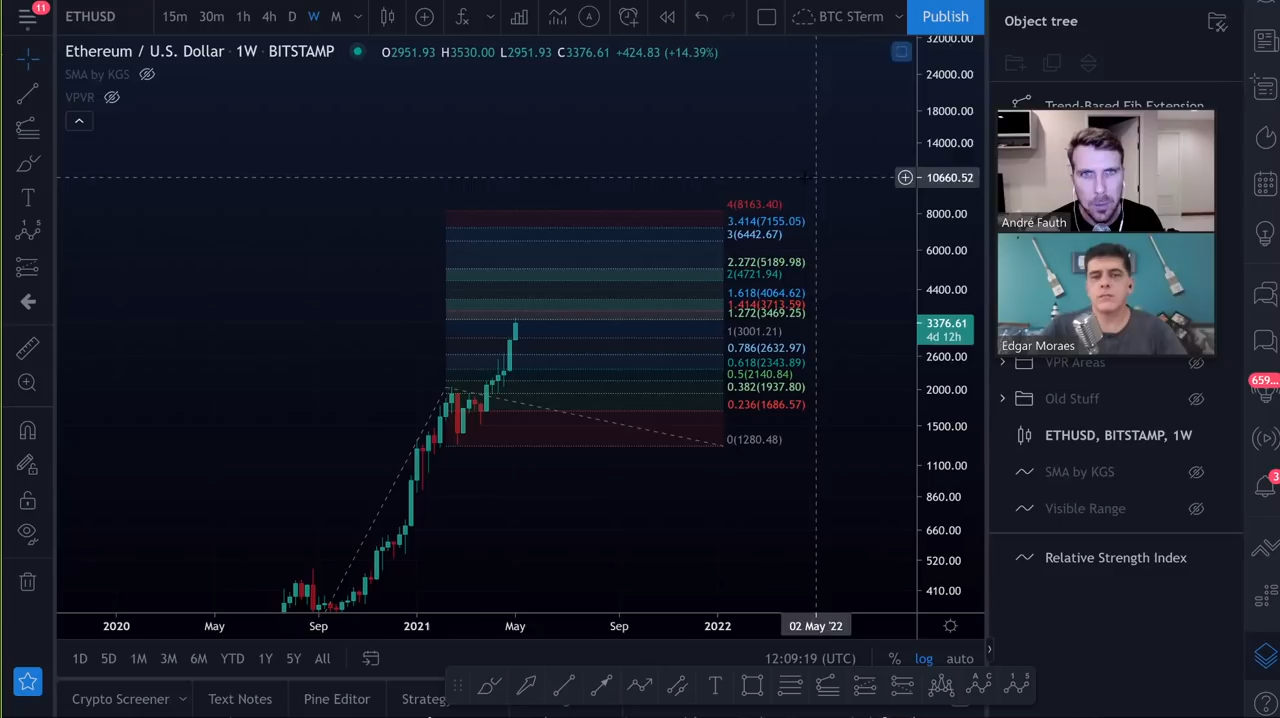 11
ETHUSD
15m 30m 1h 4h D W M
BTC STerm
Publish
Object tree
Ethereum / U.S. Dollar · 1W · BITSTAMP
O2951.93 H3530.00 L2951.93 C3376.61 +424.83 (+14.39%)
SMA by KGS
VPVR
32000.00
24000.00
18000.00
14000.00
10660.52
8000.00
6000.00
4400.00
3376.61
4d 12h
2600.00
2000.00
1500.00
1100.00
860.00
660.00
520.00
410.00
4(8163.40)
3.414(7155.05)
3(6442.67)
2.272(5189.98)
2(4721.94)
1.618(4064.62)
1.414(3713.59)
1.272(3469.25)
1(3001.21)
0.786(2632.97)
0.618(2343.89)
0.5(2140.84)
0.382(1937.80)
0.236(1686.57)
0(1280.48)
Trend-Based Fib Extension
André Fauth
Edgar Moraes
VPR Areas
Old Stuff
ETHUSD, BITSTAMP, 1W
SMA by KGS
Visible Range
Relative Strength Index
659...
3
2020 May Sep 2021 May Sep 2022 02 May '22
1D 5D 1M 3M 6M YTD 1Y 5Y All
12:09:19 (UTC) % log auto
Crypto Screener Text Notes Pine Editor